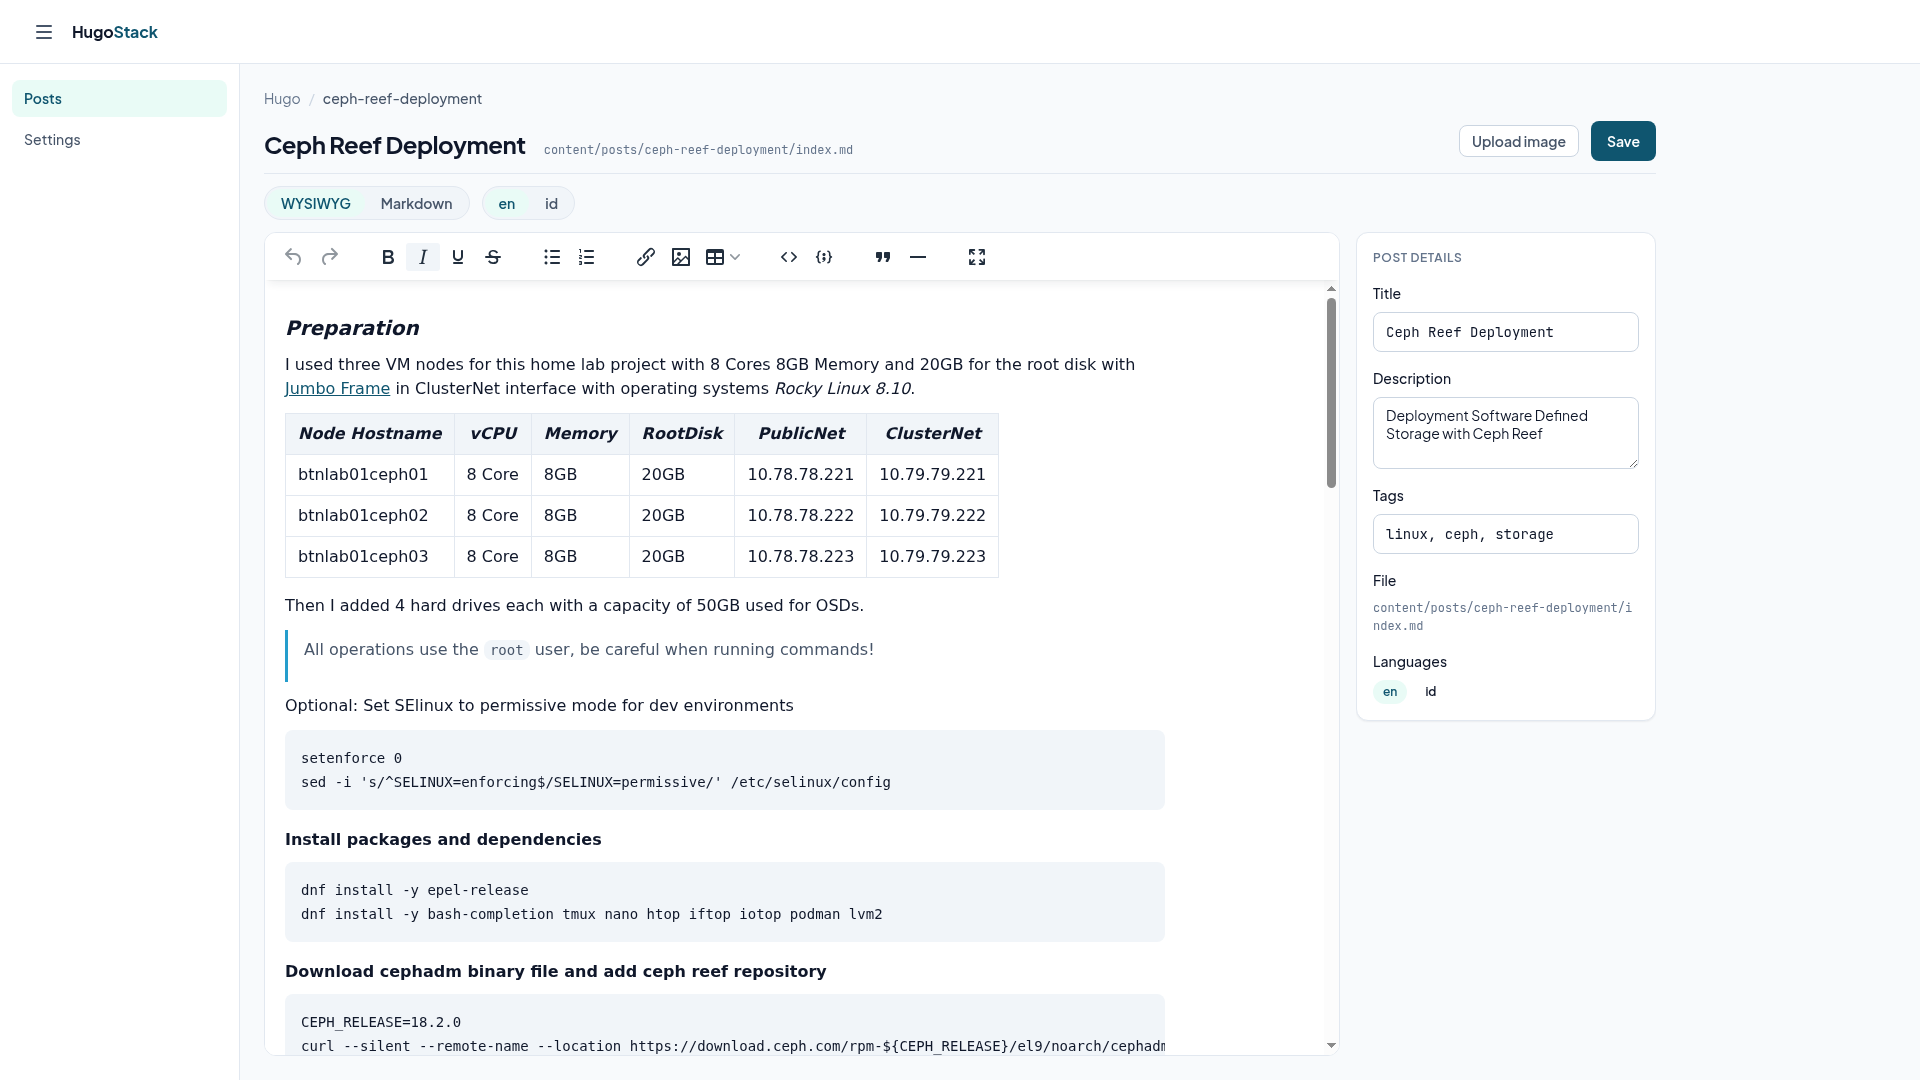 HugoStack
Posts
Settings
Hugo / ceph-reef-deployment
Ceph Reef Deployment content/posts/ceph-reef-deployment/index.md
Upload image Save
WYSIWYG Markdown en id
Preparation
I used three VM nodes for this home lab project with 8 Cores 8GB Memory and 20GB for the root disk with
Jumbo Frame in ClusterNet interface with operating systems Rocky Linux 8.10.
Node Hostname vCPU Memory RootDisk PublicNet ClusterNet
btnlab01ceph01 8 Core 8GB 20GB 10.78.78.221 10.79.79.221
btnlab01ceph02 8 Core 8GB 20GB 10.78.78.222 10.79.79.222
btnlab01ceph03 8 Core 8GB 20GB 10.78.78.223 10.79.79.223
Then I added 4 hard drives each with a capacity of 50GB used for OSDs.
All operations use the root user, be careful when running commands!
Optional: Set SElinux to permissive mode for dev environments
setenforce 0
sed -i 's/^SELINUX=enforcing$/SELINUX=permissive/' /etc/selinux/config
Install packages and dependencies
dnf install -y epel-release
dnf install -y bash-completion tmux nano htop iftop iotop podman lvm2
Download cephadm binary file and add ceph reef repository
CEPH_RELEASE=18.2.0
curl --silent --remote-name --location https://download.ceph.com/rpm-${CEPH_RELEASE}/el9/noarch/cephadm
POST DETAILS
Title
Ceph Reef Deployment
Description
Deployment Software Defined
Storage with Ceph Reef
Tags
linux, ceph, storage
File
content/posts/ceph-reef-deployment/i
ndex.md
Languages
en id